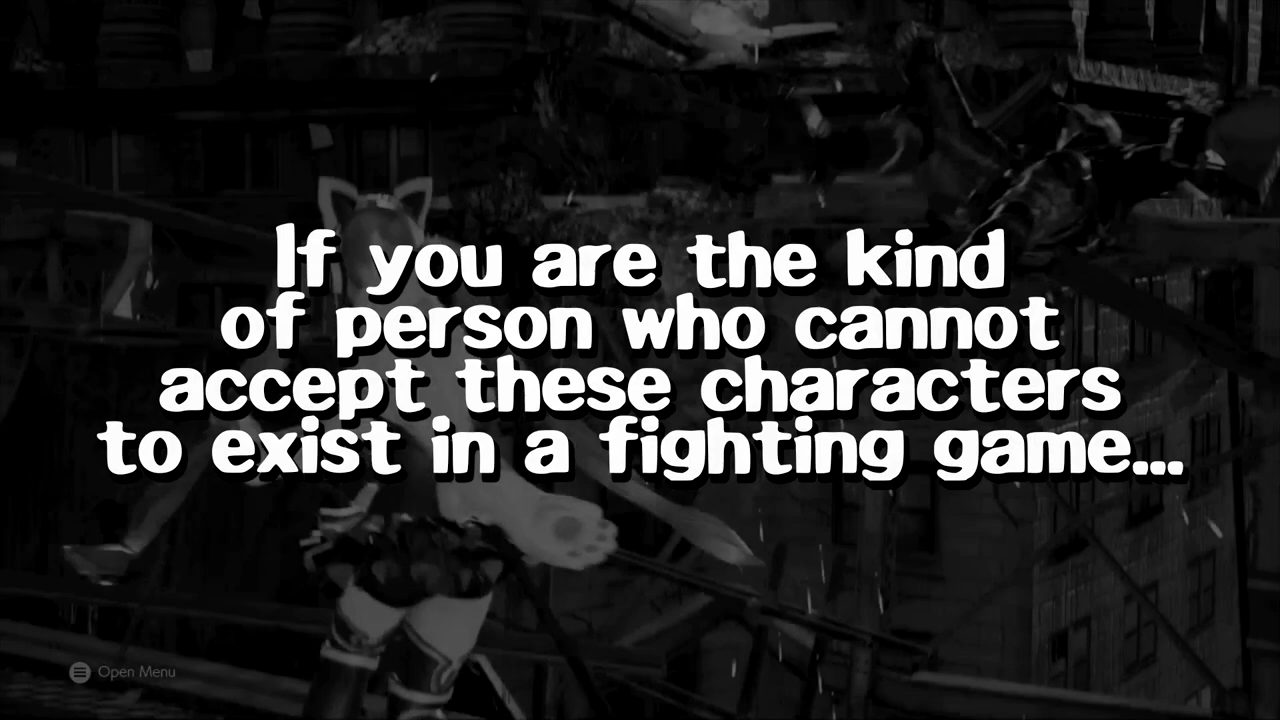 If you are the kind
of person who cannot
accept these characters
to exist in a fighting game...
Open Menu